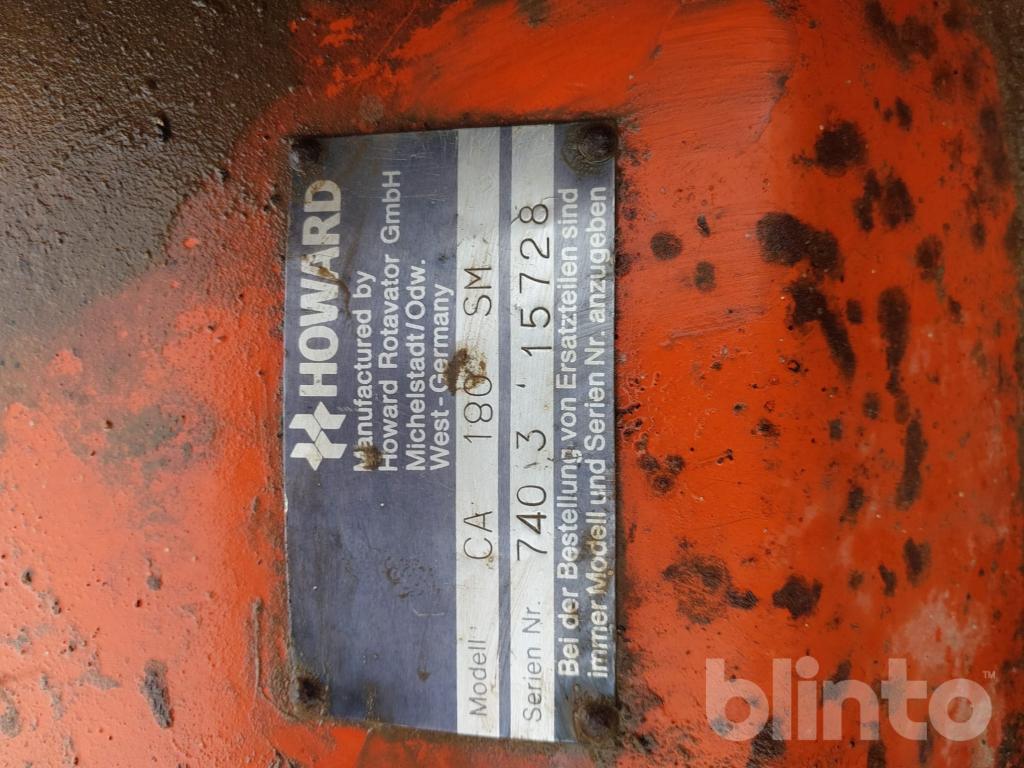 HOWARD
Manufactured by
Howard Rotavator GmbH
Michelstadt/Odw.
West-Germany
Modell CA 180 SM
Serien Nr. 740 3 15728
Bei der Bestellung von Ersatzteilen sind
immer Modell und Serien Nr. anzugeben
blinto™